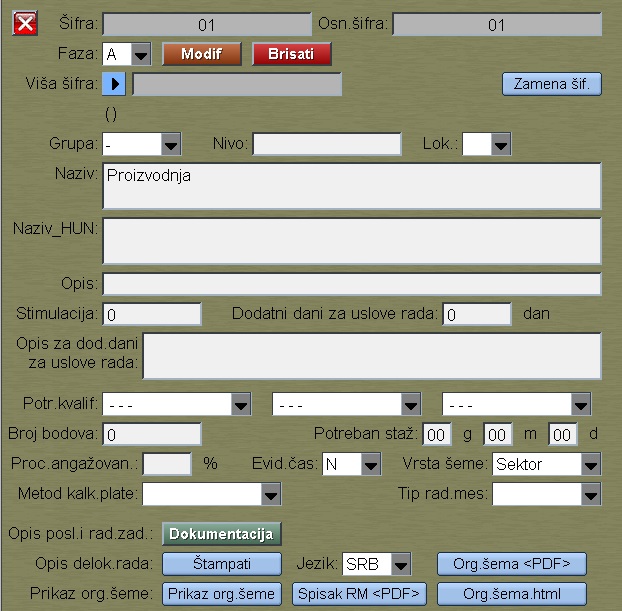 Šifra: 01 Osn.šifra: 01
Faza: A Modif Brisati
Viša šifra: Zamena šif.
()
Grupa: - Nivo: Lok.:
Naziv: Proizvodnja
Naziv_HUN:
Opis:
Stimulacija: 0 Dodatni dani za uslove rada: 0 dan
Opis za dod.dani
za uslove rada:
Potr.kvalif: --- --- ---
Broj bodova: 0 Potreban staž: 00 g 00 m 00 d
Proc.angažovan.: % Evid.čas: N Vrsta šeme: Sektor
Metod kalk.plate: Tip rad.mes:
Opis posl.i rad.zad.: Dokumentacija
Opis delok.rada: Štampati Jezik: SRB Org.šema <PDF>
Prikaz org.šeme: Prikaz org.šeme Spisak RM <PDF> Org.šema.html